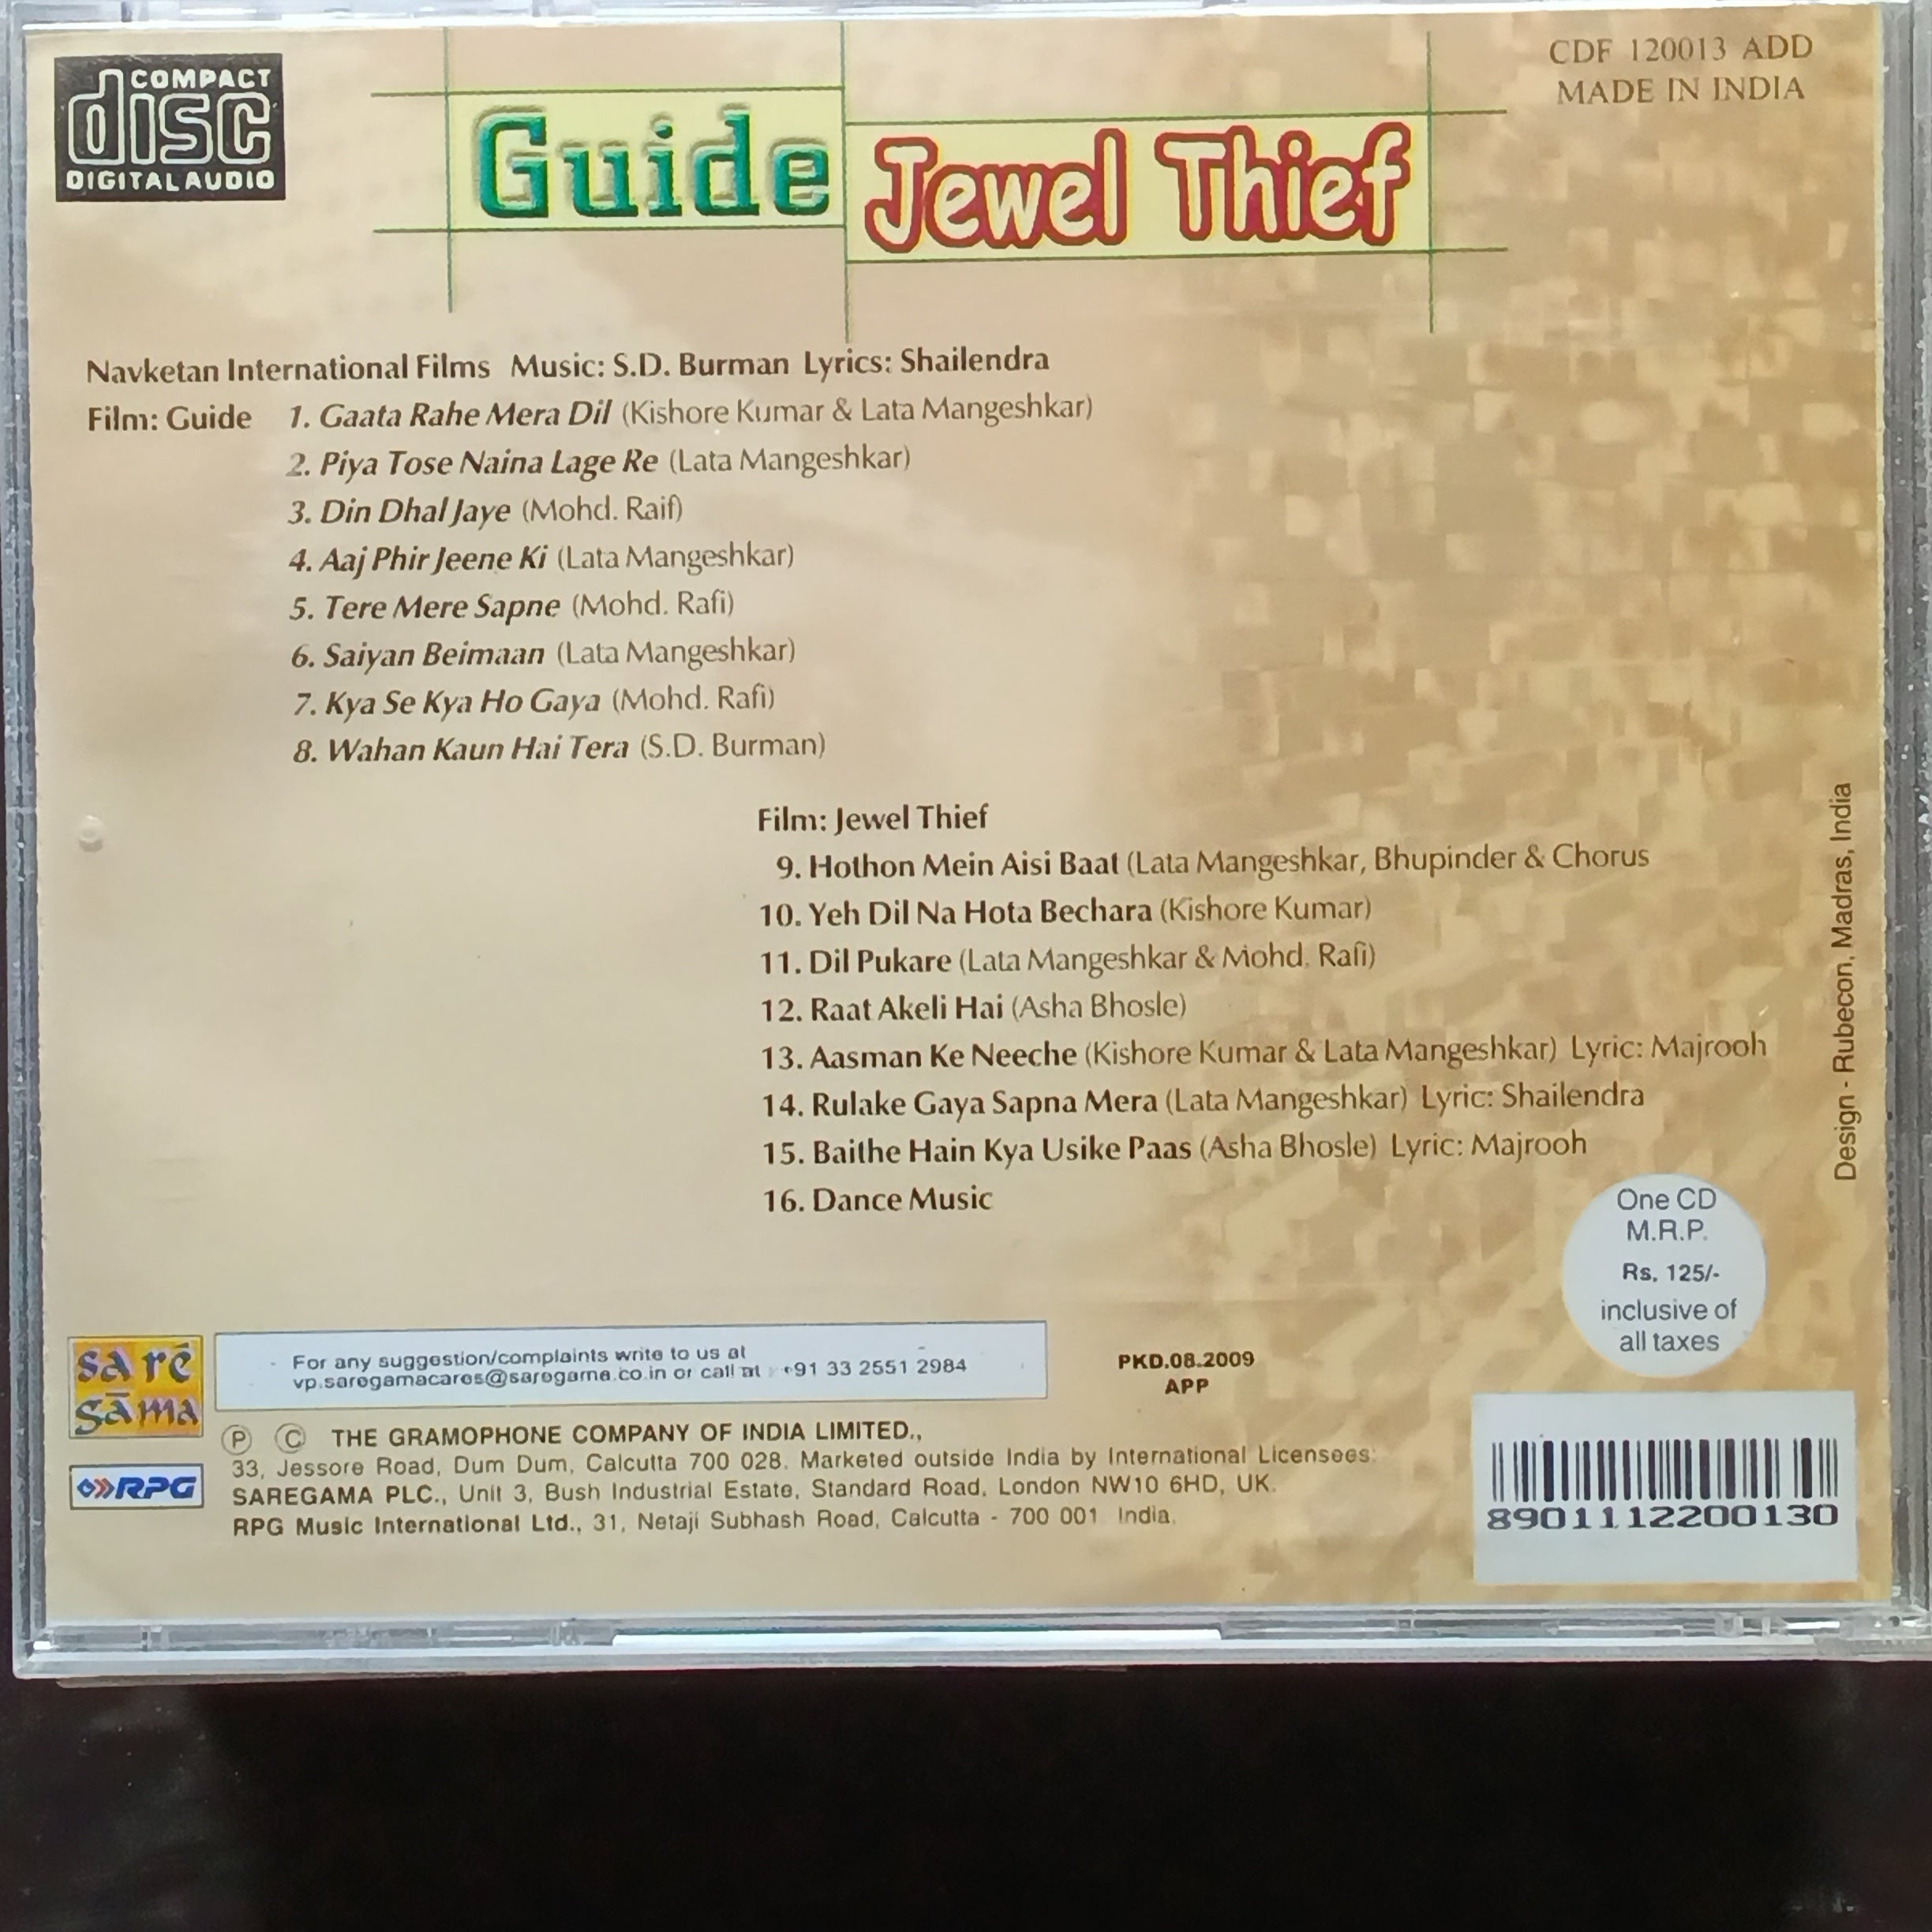 COMPACT
disc
DIGITAL AUDIO
Guide
Jewel Thief
CDF 120013 ADD
MADE IN INDIA
Navketan International Films Music: S.D. Burman Lyrics: Shailendra
Film: Guide 1. Gaata Rahe Mera Dil (Kishore Kumar & Lata Mangeshkar)
2. Piya Tose Naina Lage Re (Lata Mangeshkar)
3. Din Dhal Jaye (Mohd. Raif)
4. Aaj Phir Jeene Ki (Lata Mangeshkar)
5. Tere Mere Sapne (Mohd. Rafi)
6. Saiyan Beimaan (Lata Mangeshkar)
7. Kya Se Kya Ho Gaya (Mohd. Rafi)
8. Wahan Kaun Hai Tera (S.D. Burman)
Film: Jewel Thief
9. Hothon Mein Aisi Baat (Lata Mangeshkar, Bhupinder & Chorus
10. Yeh Dil Na Hota Bechara (Kishore Kumar)
11. Dil Pukare (Lata Mangeshkar & Mohd. Rafi)
12. Raat Akeli Hai (Asha Bhosle)
13. Aasman Ke Neeche (Kishore Kumar & Lata Mangeshkar) Lyric: Majrooh
14. Rulake Gaya Sapna Mera (Lata Mangeshkar) Lyric: Shailendra
15. Baithe Hain Kya Usike Paas (Asha Bhosle) Lyric: Majrooh
16. Dance Music
Design - Rubecon, Madras, India
One CD
M.R.P.
Rs. 125/-
inclusive of
all taxes
sa rē
gā ma
For any suggestion/complaints write to us at
vp.saregamacares@saregama.co.in or call at +91 33 2551 2984
PKD.08.2009
APP
RPG
Ⓟ © THE GRAMOPHONE COMPANY OF INDIA LIMITED.,
33, Jessore Road, Dum Dum, Calcutta 700 028. Marketed outside India by International Licensees:
SAREGAMA PLC., Unit 3, Bush Industrial Estate, Standard Road, London NW10 6HD, UK.
RPG Music International Ltd., 31, Netaji Subhash Road, Calcutta - 700 001 India.
8901112200130